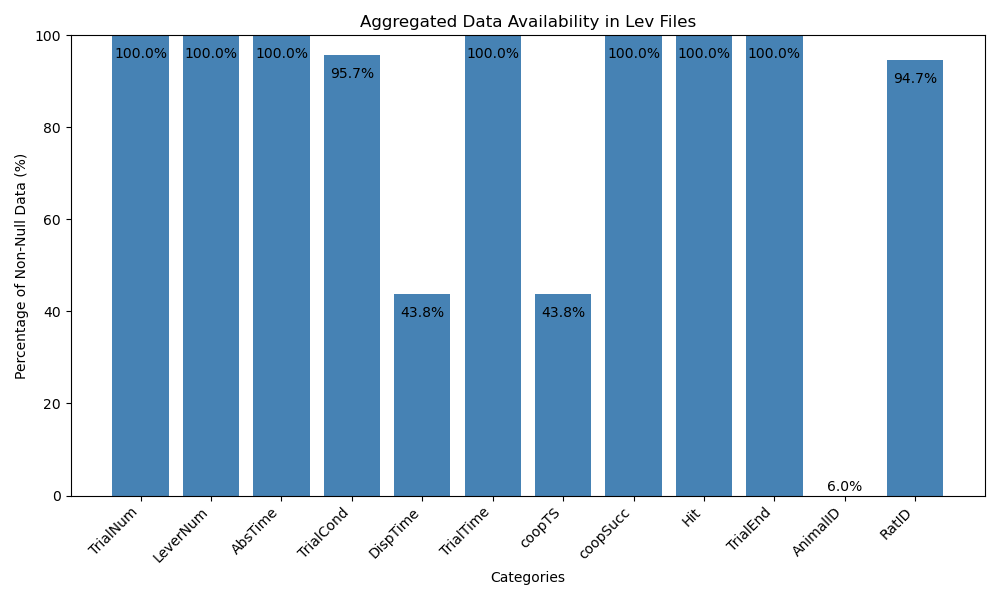 Aggregated Data Availability in Lev Files
Percentage of Non-Null Data (%)
100
80
60
40
20
0
100.0%
100.0%
100.0%
95.7%
43.8%
100.0%
43.8%
100.0%
100.0%
100.0%
6.0%
94.7%
TrialNum
LeverNum
AbsTime
TrialCond
DispTime
TrialTime
coopTS
coopSucc
Hit
TrialEnd
AnimalID
RatID
Categories